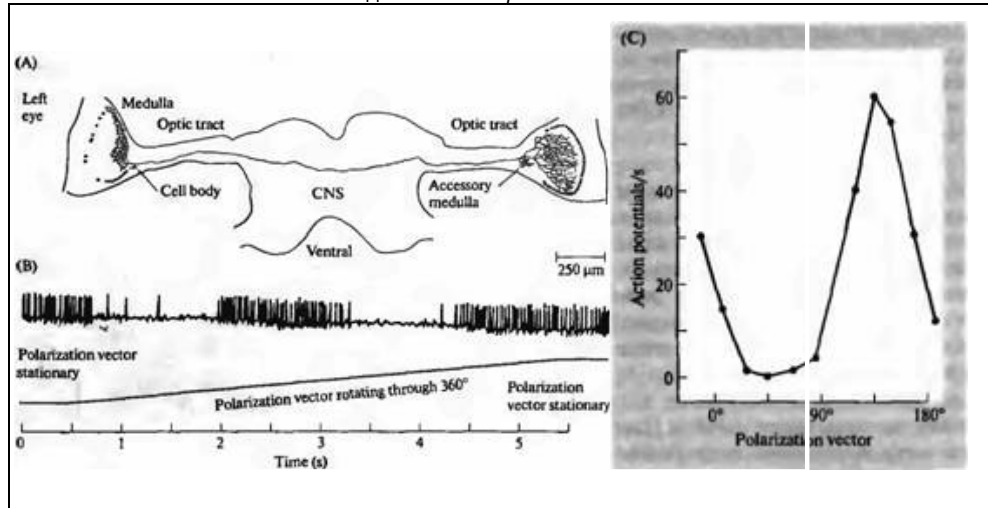 (A)
Left
eye
Medulla
Optic tract
Optic tract
Cell body
CNS
Accessory
medulla
Ventral
250 μm
(B)
Polarization vector
stationary
Polarization vector rotating through 360°
Polarization
vector stationary
0 1 2 3 4 5
Time (s)
(C)
Action potentials/s
60
40
20
0
0° 90° 180°
Polarization vector